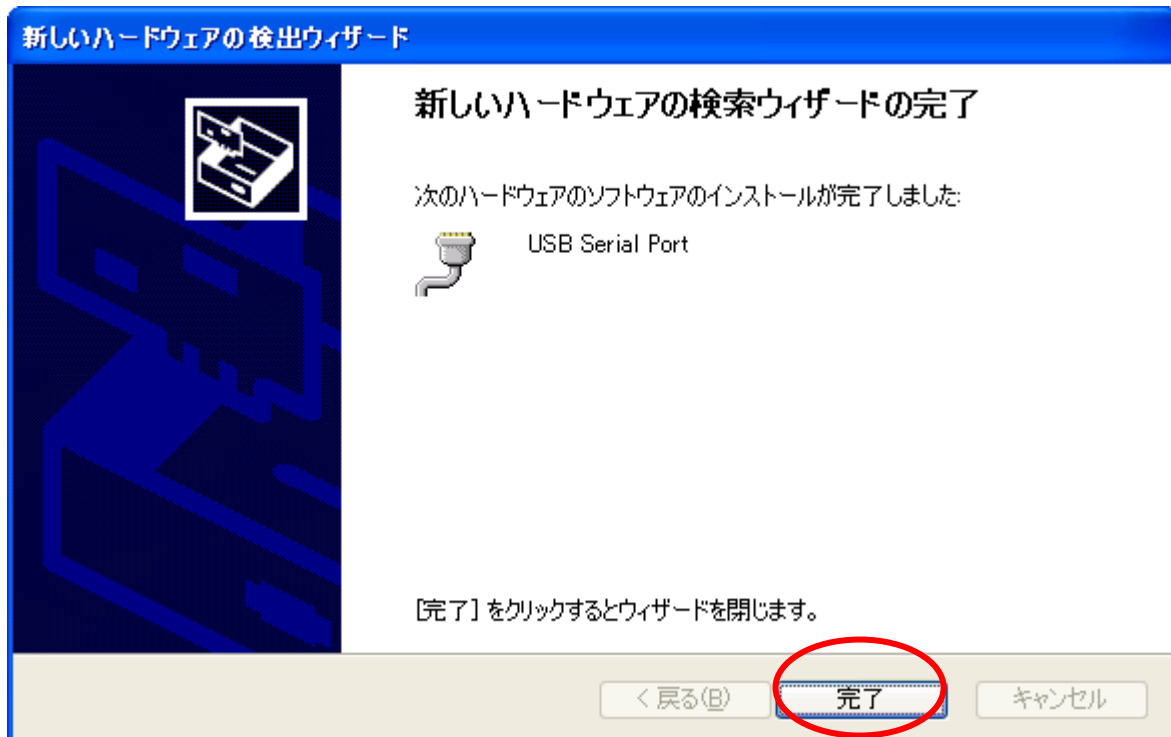 新しいハードウェアの検出ウィザード
新しいハードウェアの検索ウィザードの完了
次のハードウェアのソフトウェアのインストールが完了しました:
USB Serial Port
[完了] をクリックするとウィザードを閉じます。
< 戻る(B)
完了
キャンセル